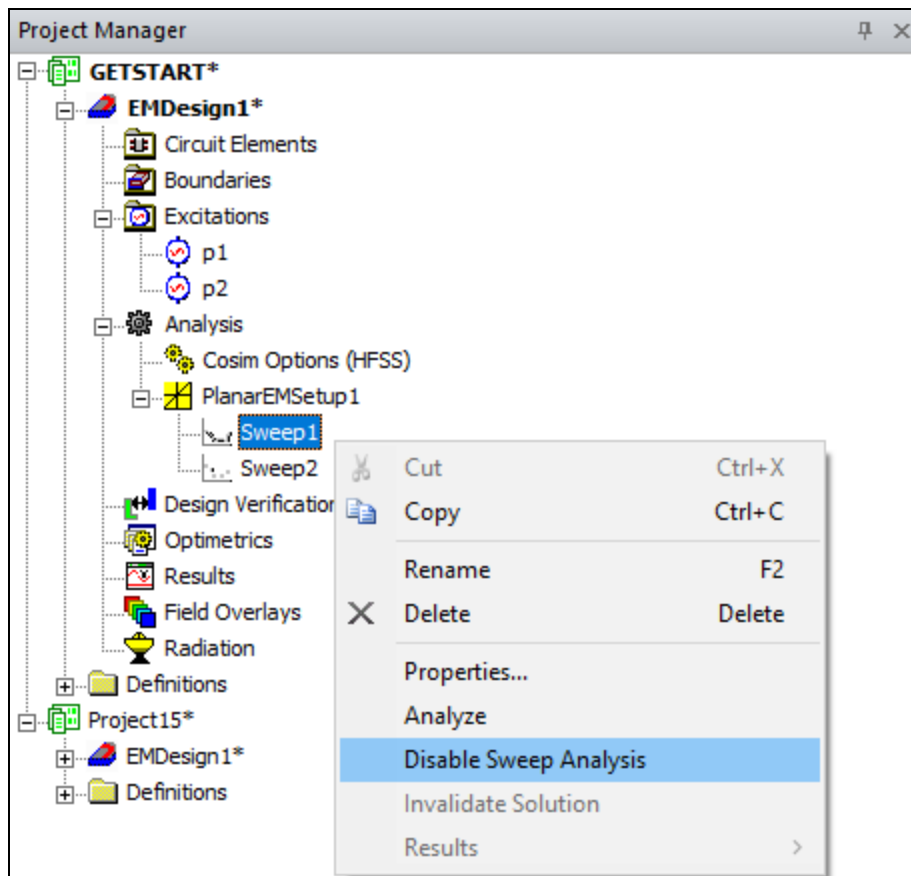 Project Manager
GETSTART*
EMDesign1*
Circuit Elements
Boundaries
Excitations
p1
p2
Analysis
Cosim Options (HFSS)
PlanarEMSetup1
Sweep1
Sweep2
Design Verification
Optimetrics
Results
Field Overlays
Radiation
Definitions
Project15*
EMDesign1*
Definitions
Cut Ctrl+X
Copy Ctrl+C
Rename F2
Delete Delete
Properties...
Analyze
Disable Sweep Analysis
Invalidate Solution
Results